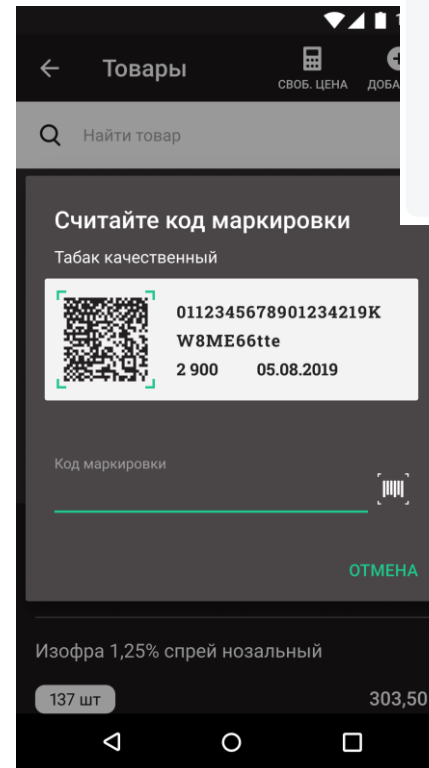 Товары
СВОБ. ЦЕНА
Найти товар
Считайте код маркировки
Табак качественный
0112345678901234219K
W8ME66tte
2 900 05.08.2019
Код маркировки
ОТМЕНА
Изофра 1,25% спрей нозальный
137 шт 303,50